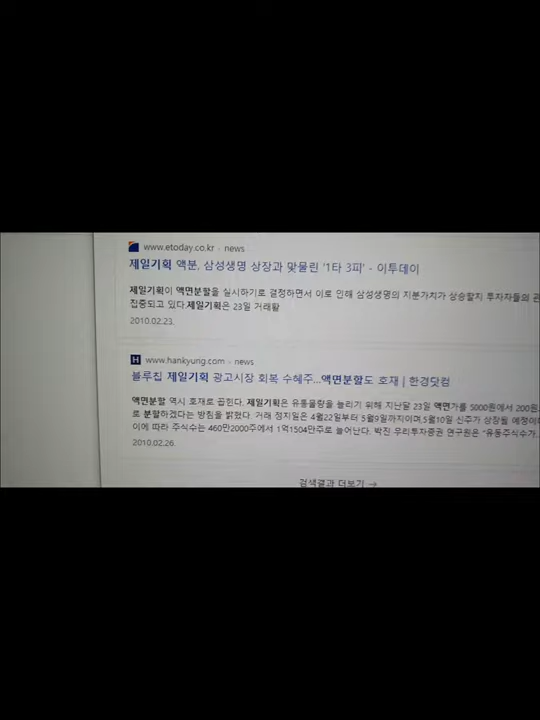 www.etoday.co.kr › news
제일기획 액분, 삼성생명 상장과 맞물린 '1타 3피' - 이투데이
제일기획이 액면분할을 실시하기로 결정하면서 이로 인해 삼성생명의 지분가치가 상승할지 투자자들의 관
집중되고 있다.제일기획은 23일 거래활
2010.02.23.
H www.hankyung.com › news
블루칩 제일기획 광고시장 회복 수혜주...액면분할도 호재 | 한경닷컴
액면분할 역시 호재로 꼽힌다. 제일기획은 유통물량을 늘리기 위해 지난달 23일 액면가를 5000원에서 200원
로 분할하겠다는 방침을 밝혔다. 거래 정지일은 4월22일부터 5월9일까지이며,5월10일 신주가 상장될 예정이다
이에 따라 주식수는 460만2000주에서 1억1504만주로 늘어난다. 박진 우리투자증권 연구원은 "유동주식수가
2010.02.26.
검색결과 더보기 →